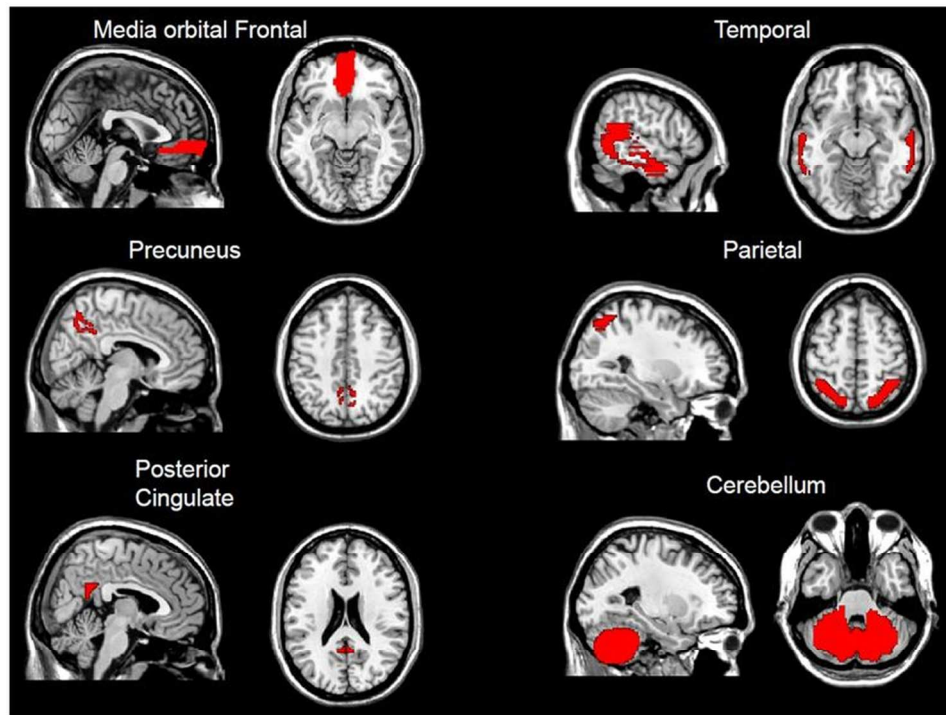 Media orbital Frontal
Temporal
Precuneus
Parietal
Posterior
Cingulate
Cerebellum